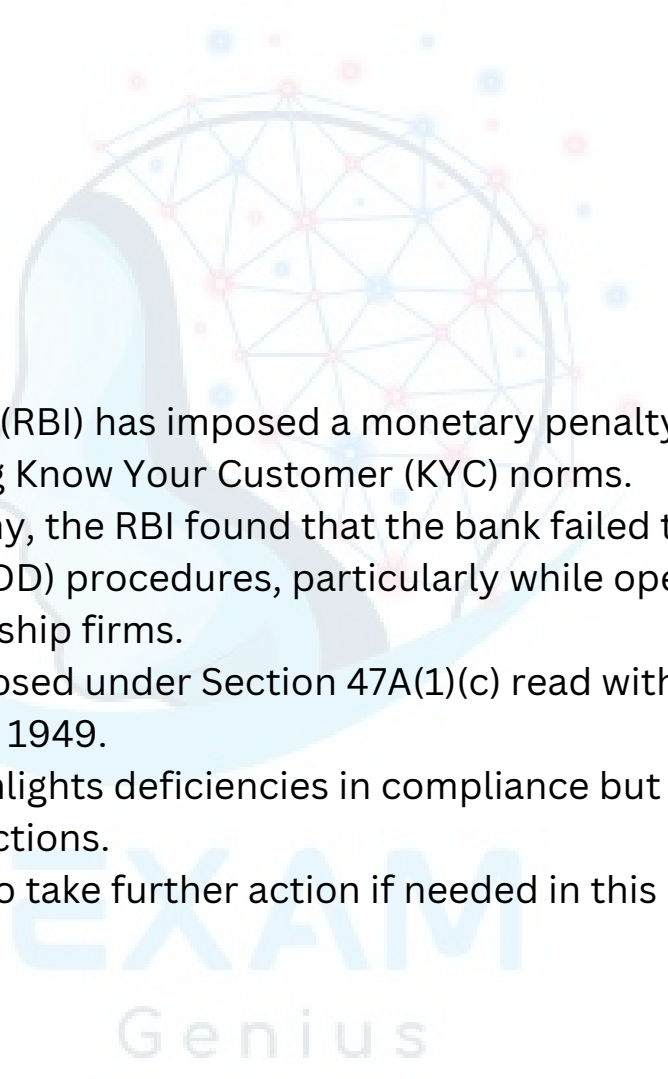 (RBI) has imposed a monetary penalty
g Know Your Customer (KYC) norms.
ny, the RBI found that the bank failed t
DD) procedures, particularly while ope
ship firms.
osed under Section 47A(1)(c) read with
1949.
hlights deficiencies in compliance but
ctions.
o take further action if needed in this
EXAM
Genius